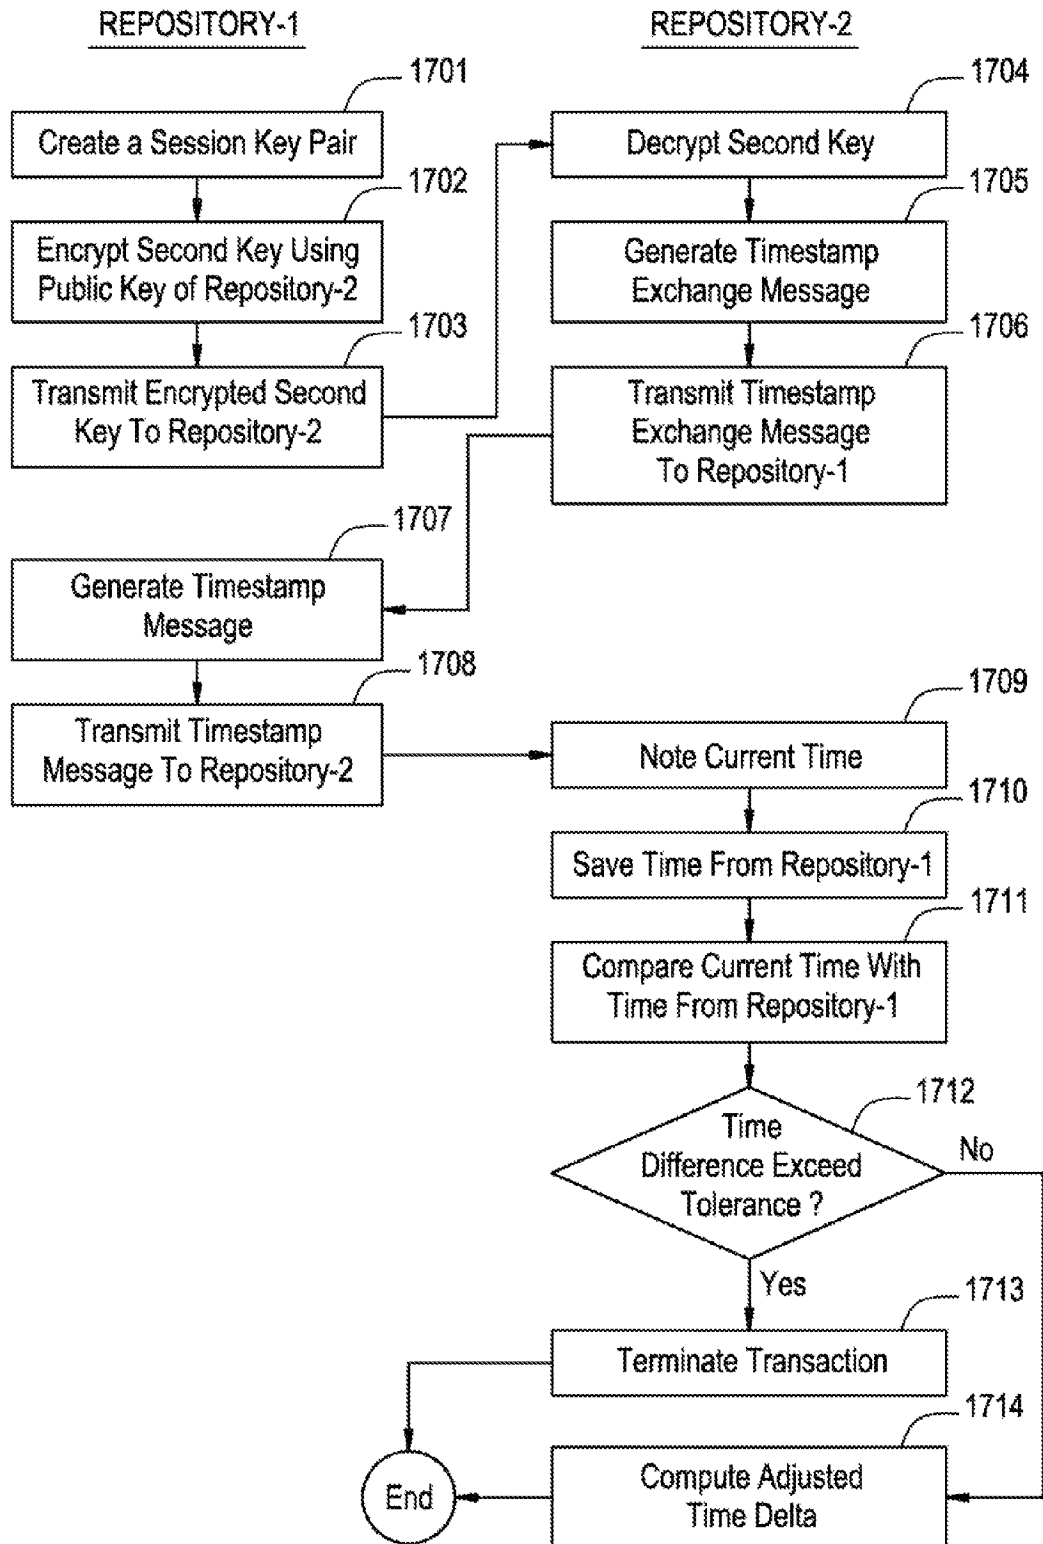 REPOSITORY-1
REPOSITORY-2
1701
Create a Session Key Pair
1702
Encrypt Second Key Using
Public Key of Repository-2
1703
Transmit Encrypted Second
Key To Repository-2
1704
Decrypt Second Key
1705
Generate Timestamp
Exchange Message
1706
Transmit Timestamp
Exchange Message
To Repository-1
1707
Generate Timestamp
Message
1708
Transmit Timestamp
Message To Repository-2
1709
Note Current Time
1710
Save Time From Repository-1
1711
Compare Current Time With
Time From Repository-1
1712
Time
Difference Exceed
Tolerance ?
No
Yes
1713
Terminate Transaction
1714
Compute Adjusted
Time Delta
End